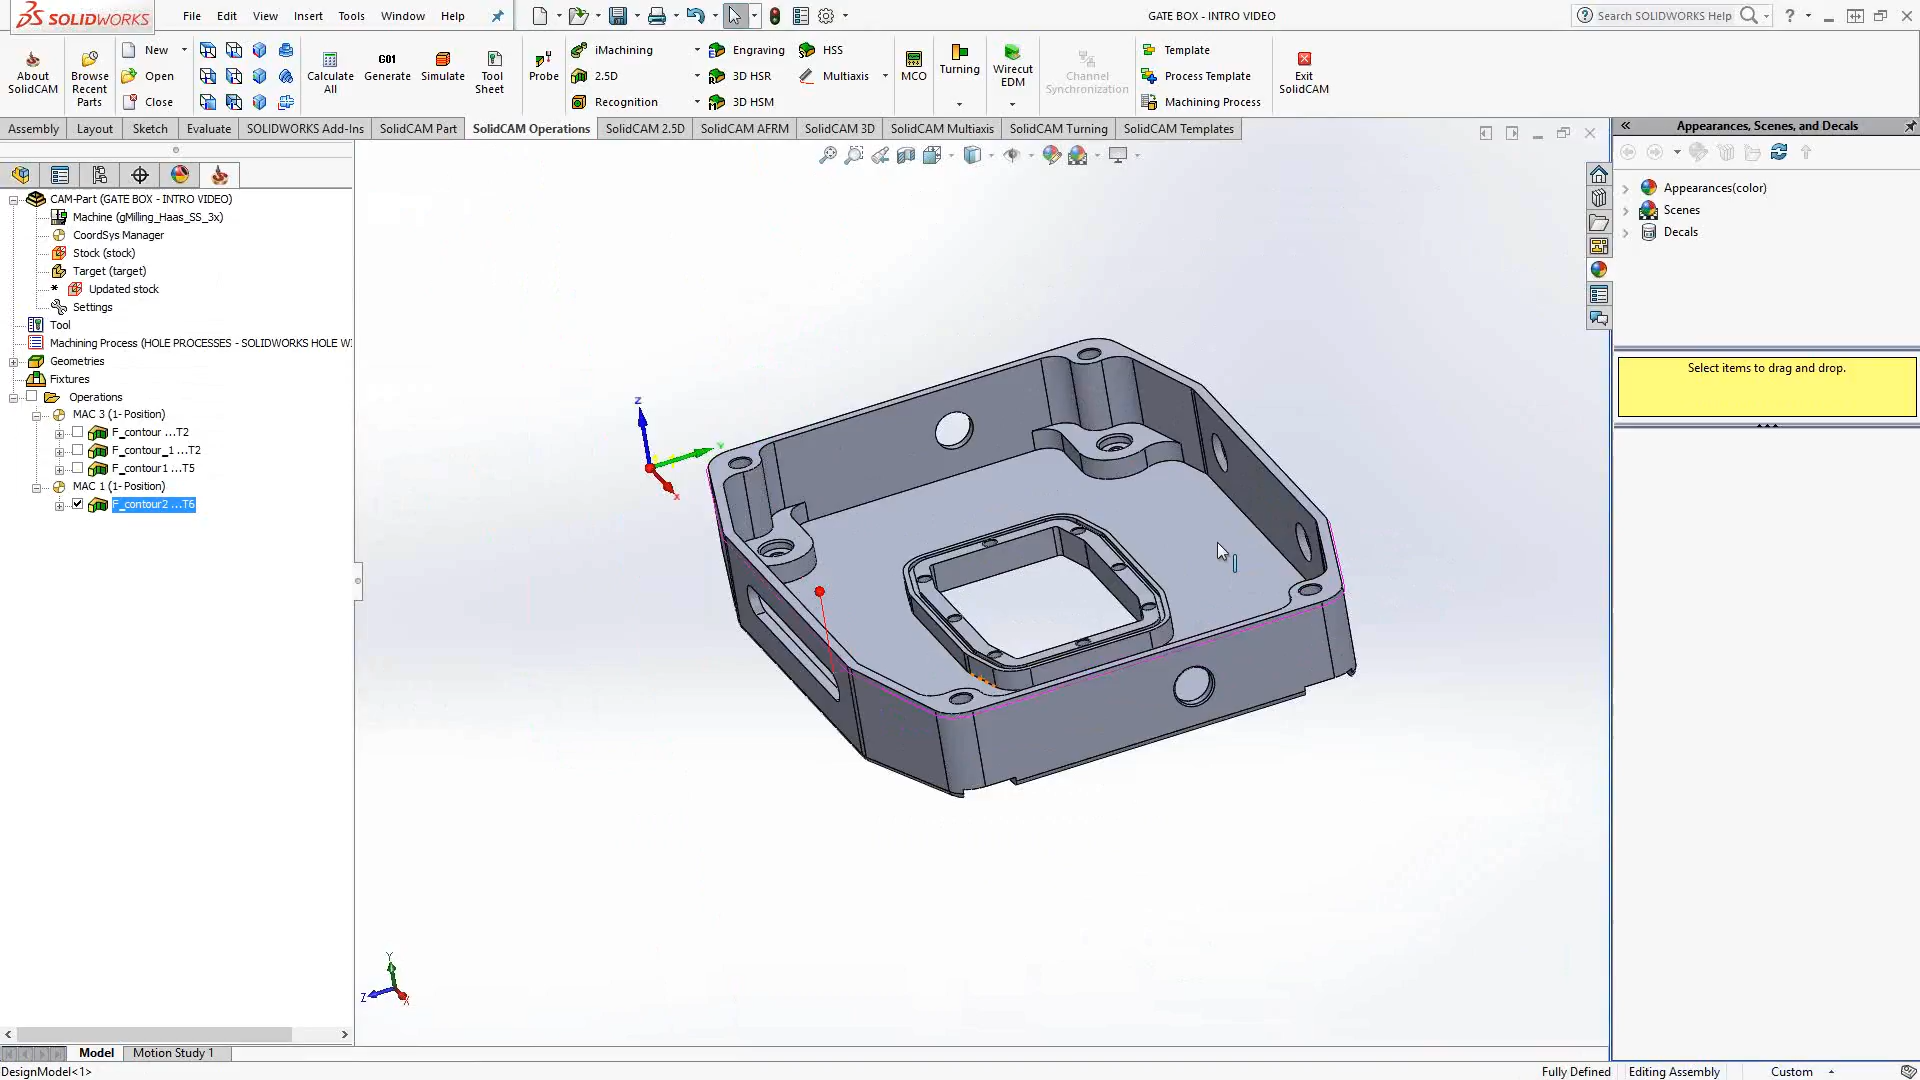 SOLIDWORKS
File Edit View Insert Tools Window Help
GATE BOX - INTRO VIDEO
Search SOLIDWORKS Help
About SolidCAM
Browse Recent Parts
New
Open
Close
Calculate All
G01
Generate
Simulate
Tool Sheet
Probe
iMachining
2.5D
Recognition
Engraving
3D HSR
3D HSM
HSS
Multiaxis
MCO
Turning
Wirecut EDM
Channel Synchronization
Template
Process Template
Machining Process
Exit SolidCAM
Assembly Layout Sketch Evaluate SOLIDWORKS Add-Ins SolidCAM Part SolidCAM Operations SolidCAM 2.5D SolidCAM AFRM SolidCAM 3D SolidCAM Multiaxis SolidCAM Turning SolidCAM Templates
CAM-Part (GATE BOX - INTRO VIDEO)
Machine (gMilling_Haas_SS_3x)
CoordSys Manager
Stock (stock)
Target (target)
* Updated stock
Settings
Tool
Machining Process (HOLE PROCESSES - SOLIDWORKS HOLE WI
Geometries
Fixtures
Operations
MAC 3 (1- Position)
F_contour ...T2
F_contour_1 ...T2
F_contour1 ...T5
MAC 1 (1- Position)
F_contour2 ...T6
Z
Y
X
Y
Z
X
Appearances, Scenes, and Decals
Appearances(color)
Scenes
Decals
Select items to drag and drop.
Model Motion Study 1
DesignModel<1>
Fully Defined Editing Assembly Custom